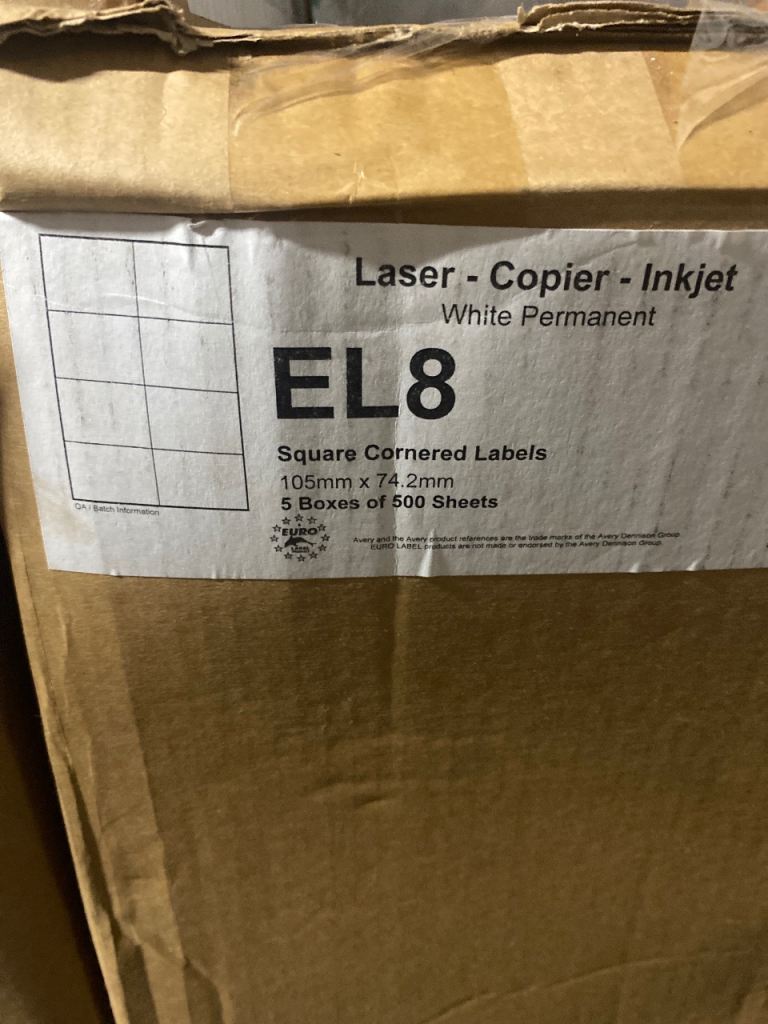 Laser - Copier - Inkjet
White Permanent
EL8
Square Cornered Labels
105mm x 74.2mm
5 Boxes of 500 Sheets
QA / Batch Information
EURO
LABEL
Avery and the Avery product references are the trade marks of the Avery Dennison Group.
EURO LABEL products are not made or endorsed by the Avery Dennison Group.